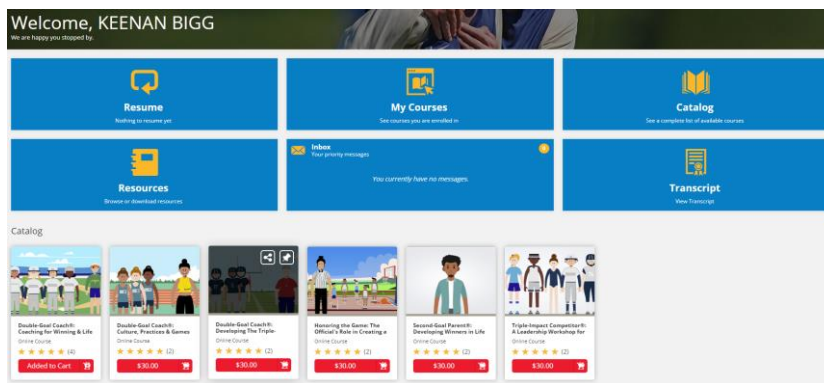 Welcome, KEENAN BIGG
We are happy you stopped by.
Resume
Nothing to resume yet
My Courses
See courses you are enrolled in
Catalog
See a complete list of available courses
Resources
Browse or download resources
Inbox
Your priority messages
0
You currently have no messages.
Transcript
View Transcript
Catalog
Double-Goal Coach®:
Coaching for Winning & Life
Online Course
(4)
Added to Cart
Double-Goal Coach®:
Culture, Practices & Games
Online Course
(2)
$30.00
Double-Goal Coach®:
Developing The Triple-
Online Course
(2)
$30.00
Honoring the Game: The
Official's Role in Creating a
Online Course
(2)
$30.00
Second-Goal Parent®:
Developing Winners in Life
Online Course
(2)
$30.00
Triple-Impact Competitor®:
A Leadership Workshop for
Online Course
(2)
$30.00